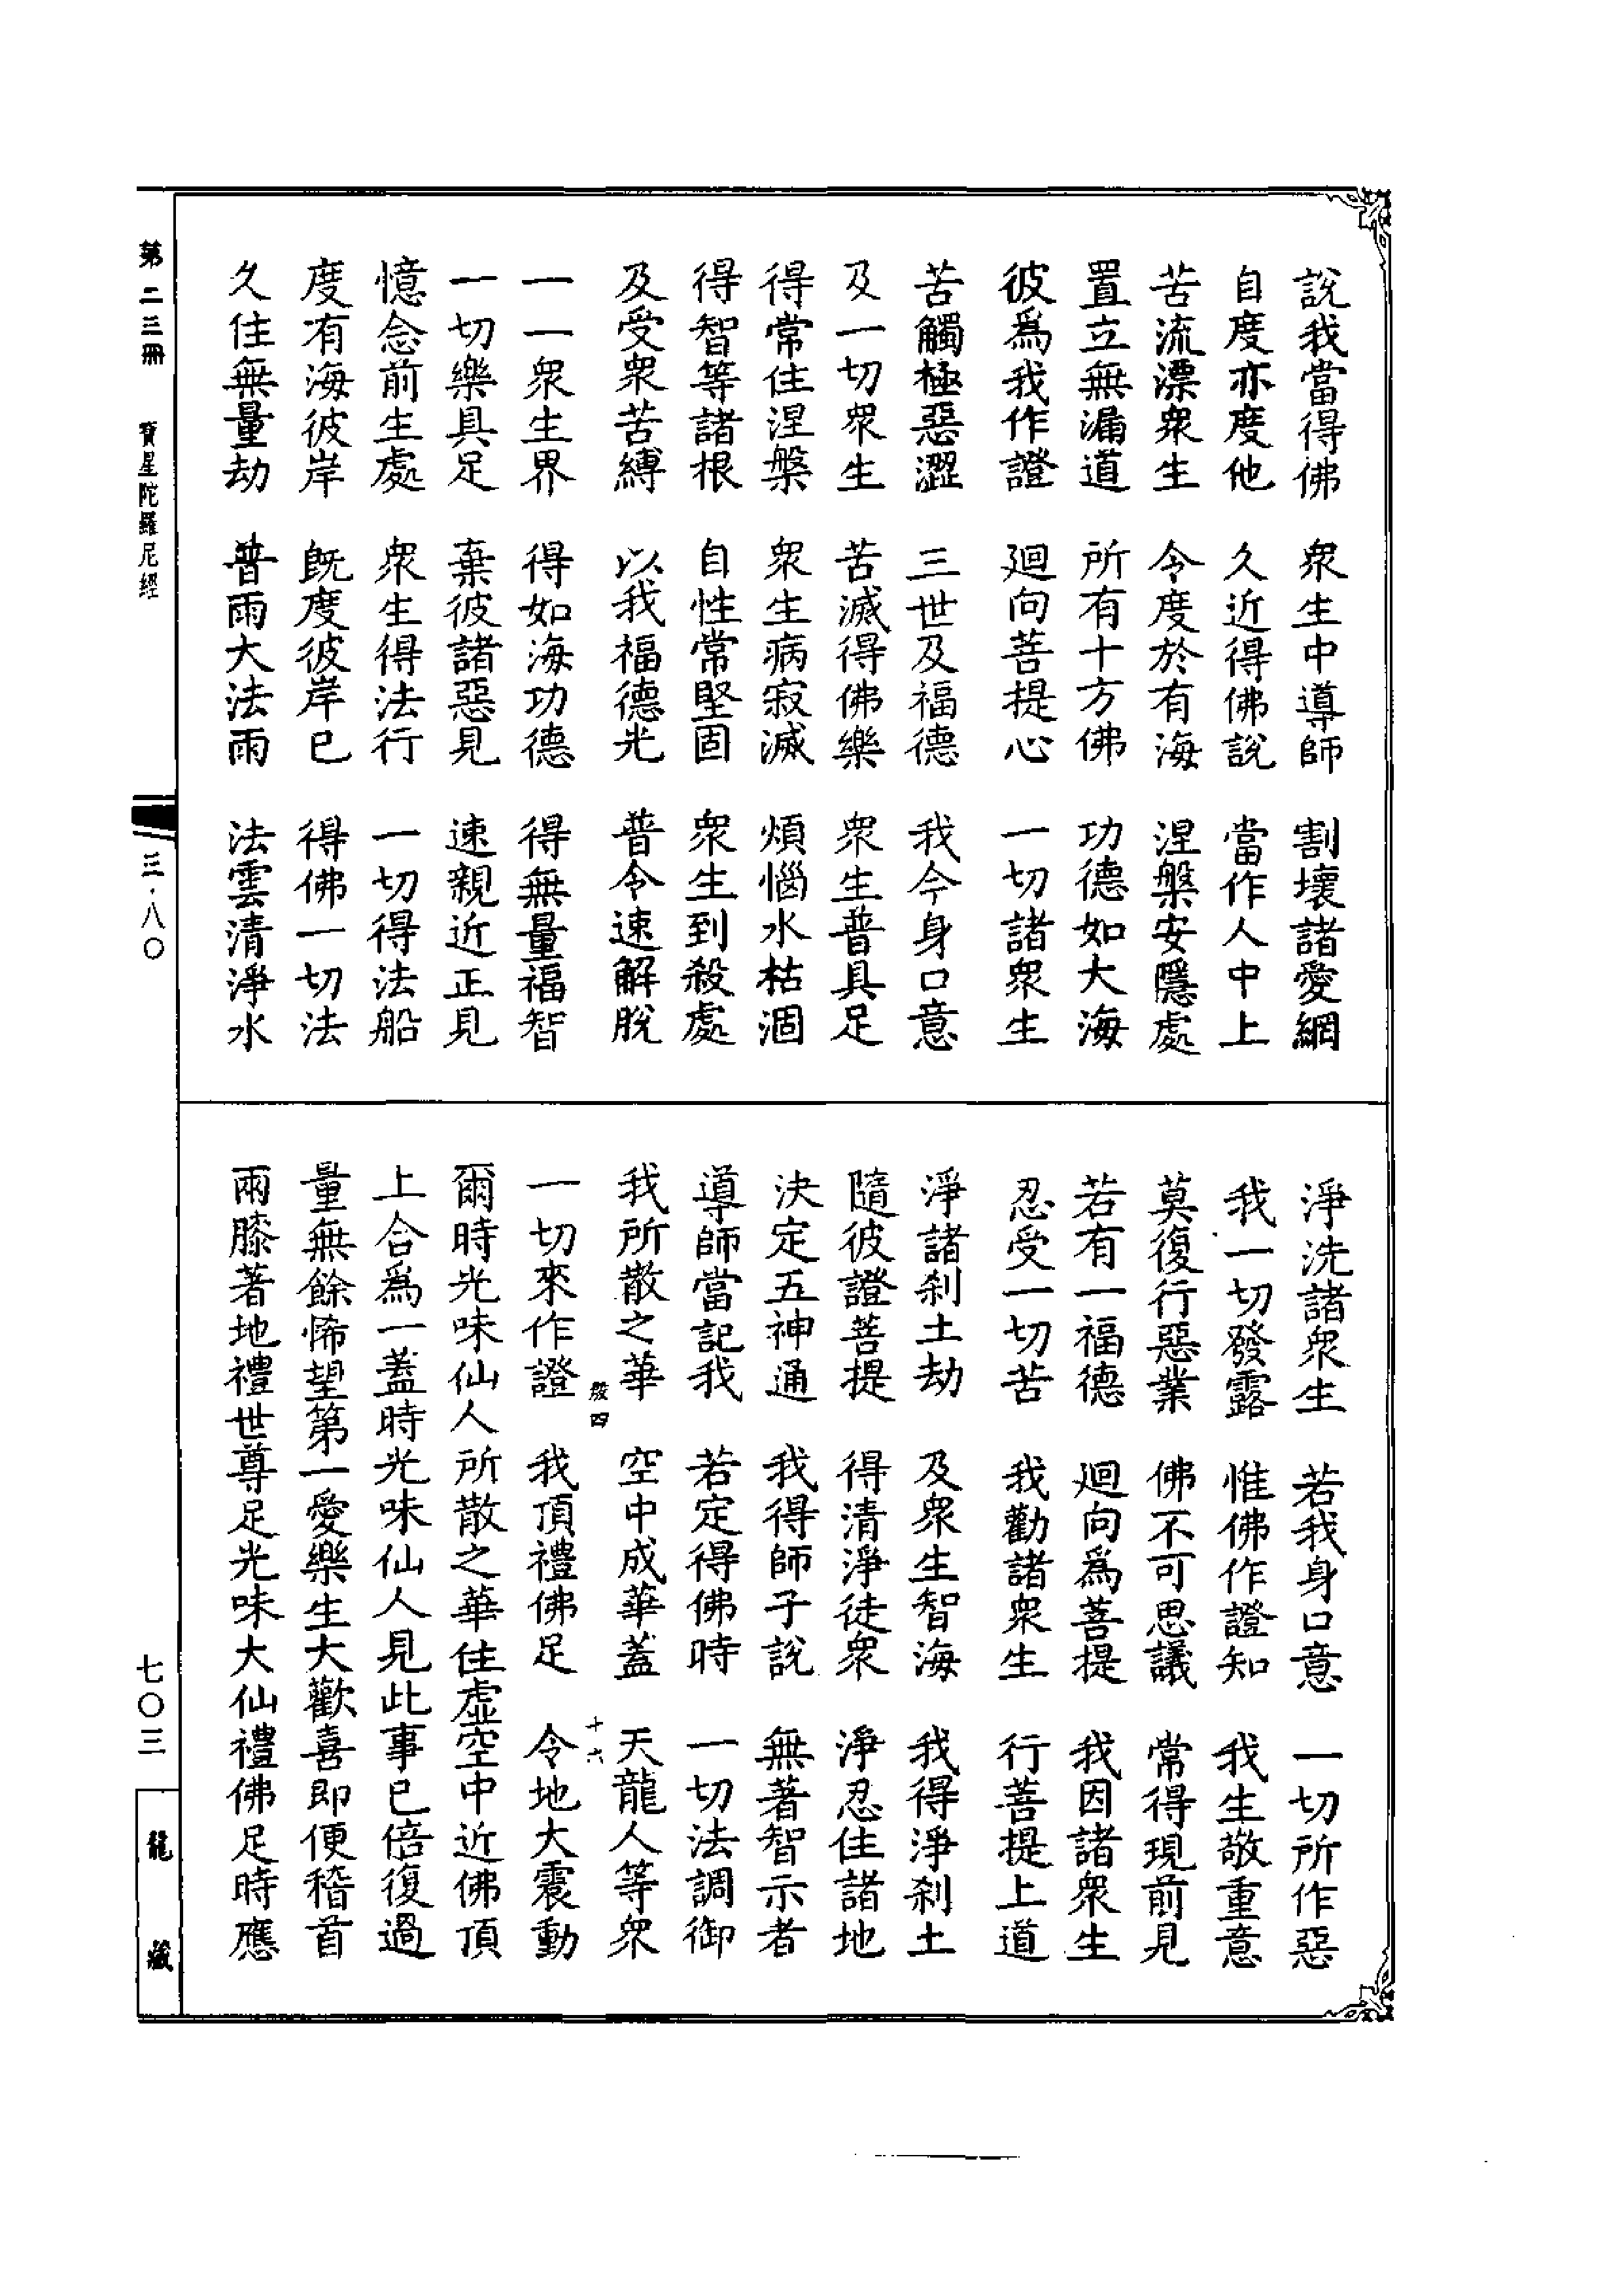 說我當得佛　衆生中導師　割壞諸愛網
自度亦度他　久近得佛說　當作人中上
苦流漂衆生　令度於有海　涅槃安隱處
置立無漏道　所有十方佛　功德如大海
彼爲我作證　廻向菩提心　一切諸衆生
苦觸極惡澀　三世及福德　我今身口意
及一切衆生　苦滅得佛樂　衆生普具足
得常住涅槃　衆生病寂滅　煩惱水枯涸
得智等諸根　自性常堅固　衆生到殺處
及受衆苦縛　以我福德光　普令速解脫
一一衆生界　得如海功德　得無量福智
一切樂具足　棄彼諸惡見　速親近正見
憶念前生處　衆生得法行　一切得法船
度有海彼岸　旣度彼岸已　得佛一切法
久住無量劫　普雨大法雨　法雲清淨水
淨洗諸衆生　若我身口意　一切所作惡
我一切發露　惟佛作證知　我生敬重意
莫復行惡業　佛不可思議　常得現前見
若有一福德　廻向爲菩提　我因諸衆生
忍受一切苦　我勸諸衆生　行菩提上道
淨諸刹土劫　及衆生智海　我得淨刹土
隨彼證菩提　得清淨徒衆　淨忍住諸地
決定五神通　我得師子說　無著智示者
導師當記我　若定得佛時　一切法調御
我所散之華　空中成華蓋　天龍人等衆
殷四　十六
一切來作證　我頂禮佛足　令地大震動
爾時光味仙人所散之華住虛空中近佛頂
上合爲一蓋時光味仙人見此事已倍復過
量無餘悕望第一愛樂生大歡喜即便稽首
兩膝著地禮世尊足光味大仙禮佛足時應
第二三冊　寶星陀羅尼經　三·八〇　七〇三　龍藏